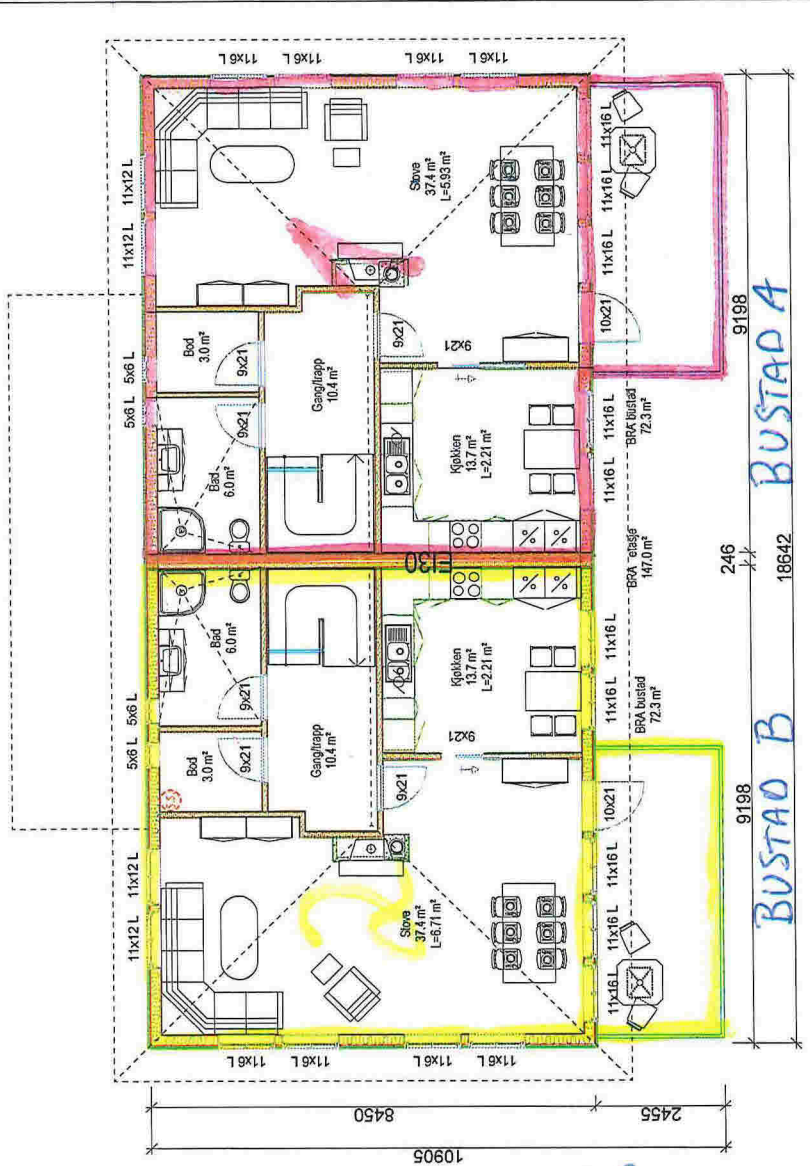 11x6 L
11x6 L
11x6 L
11x6 L
11x12 L
11x12 L
Stove
37.4 m²
L=5.93 m²
11x16 L
11x16 L
11x16 L
10x21
5x6 L
5x6 L
Bod
3.0 m²
9x21
Gang/trapp
10.4 m²
9x21
9x21
Bad
6.0 m²
9x21
Kjøkken
13.7 m²
L=2.21 m²
11x16 L
11x16 L
BRA bustad
72.3 m²
EI30
BRA etasje
147.0 m²
Bad
6.0 m²
9x21
5x6 L
5x6 L
Bod
3.0 m²
9x21
Gang/trapp
10.4 m²
9x21
9x21
Kjøkken
13.7 m²
L=2.21 m²
11x16 L
11x16 L
BRA bustad
72.3 m²
11x12 L
11x12 L
Stove
37.4 m²
L=6.71 m²
10x21
11x16 L
11x16 L
11x16 L
11x6 L
11x6 L
11x6 L
11x6 L
9198
246
9198
18642
8450
2455
10905
BUSTAD A
BUSTAD B